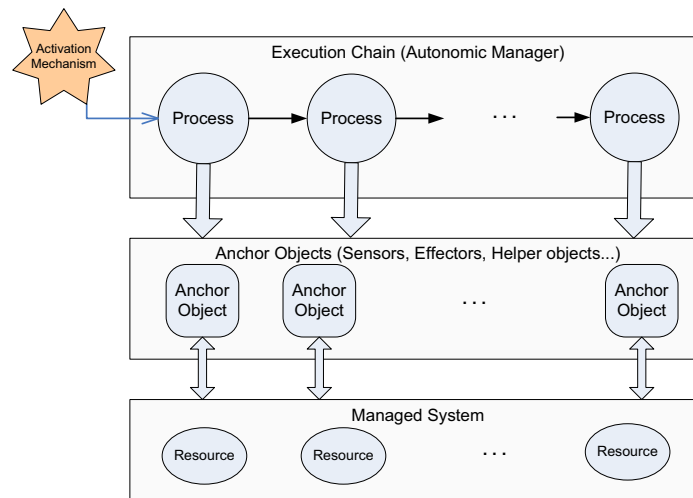 Activation
Mechanism
Execution Chain (Autonomic Manager)
Process
Process
. . .
Process
Anchor Objects (Sensors, Effectors, Helper objects...)
Anchor
Object
Anchor
Object
. . .
Anchor
Object
Managed System
Resource
Resource
. . .
Resource